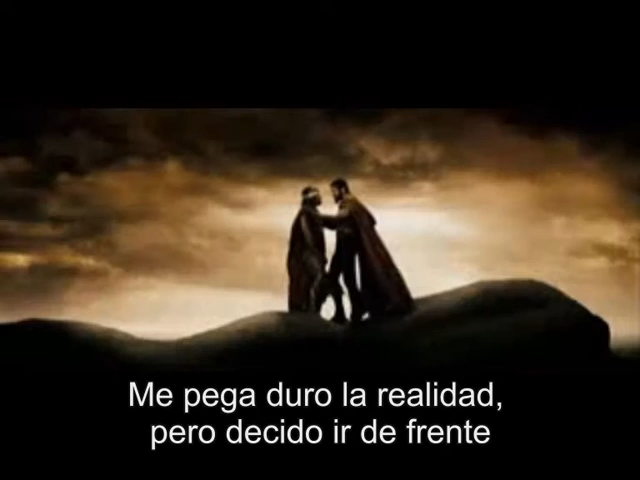 Me pega duro la realidad,
pero decido ir de frente